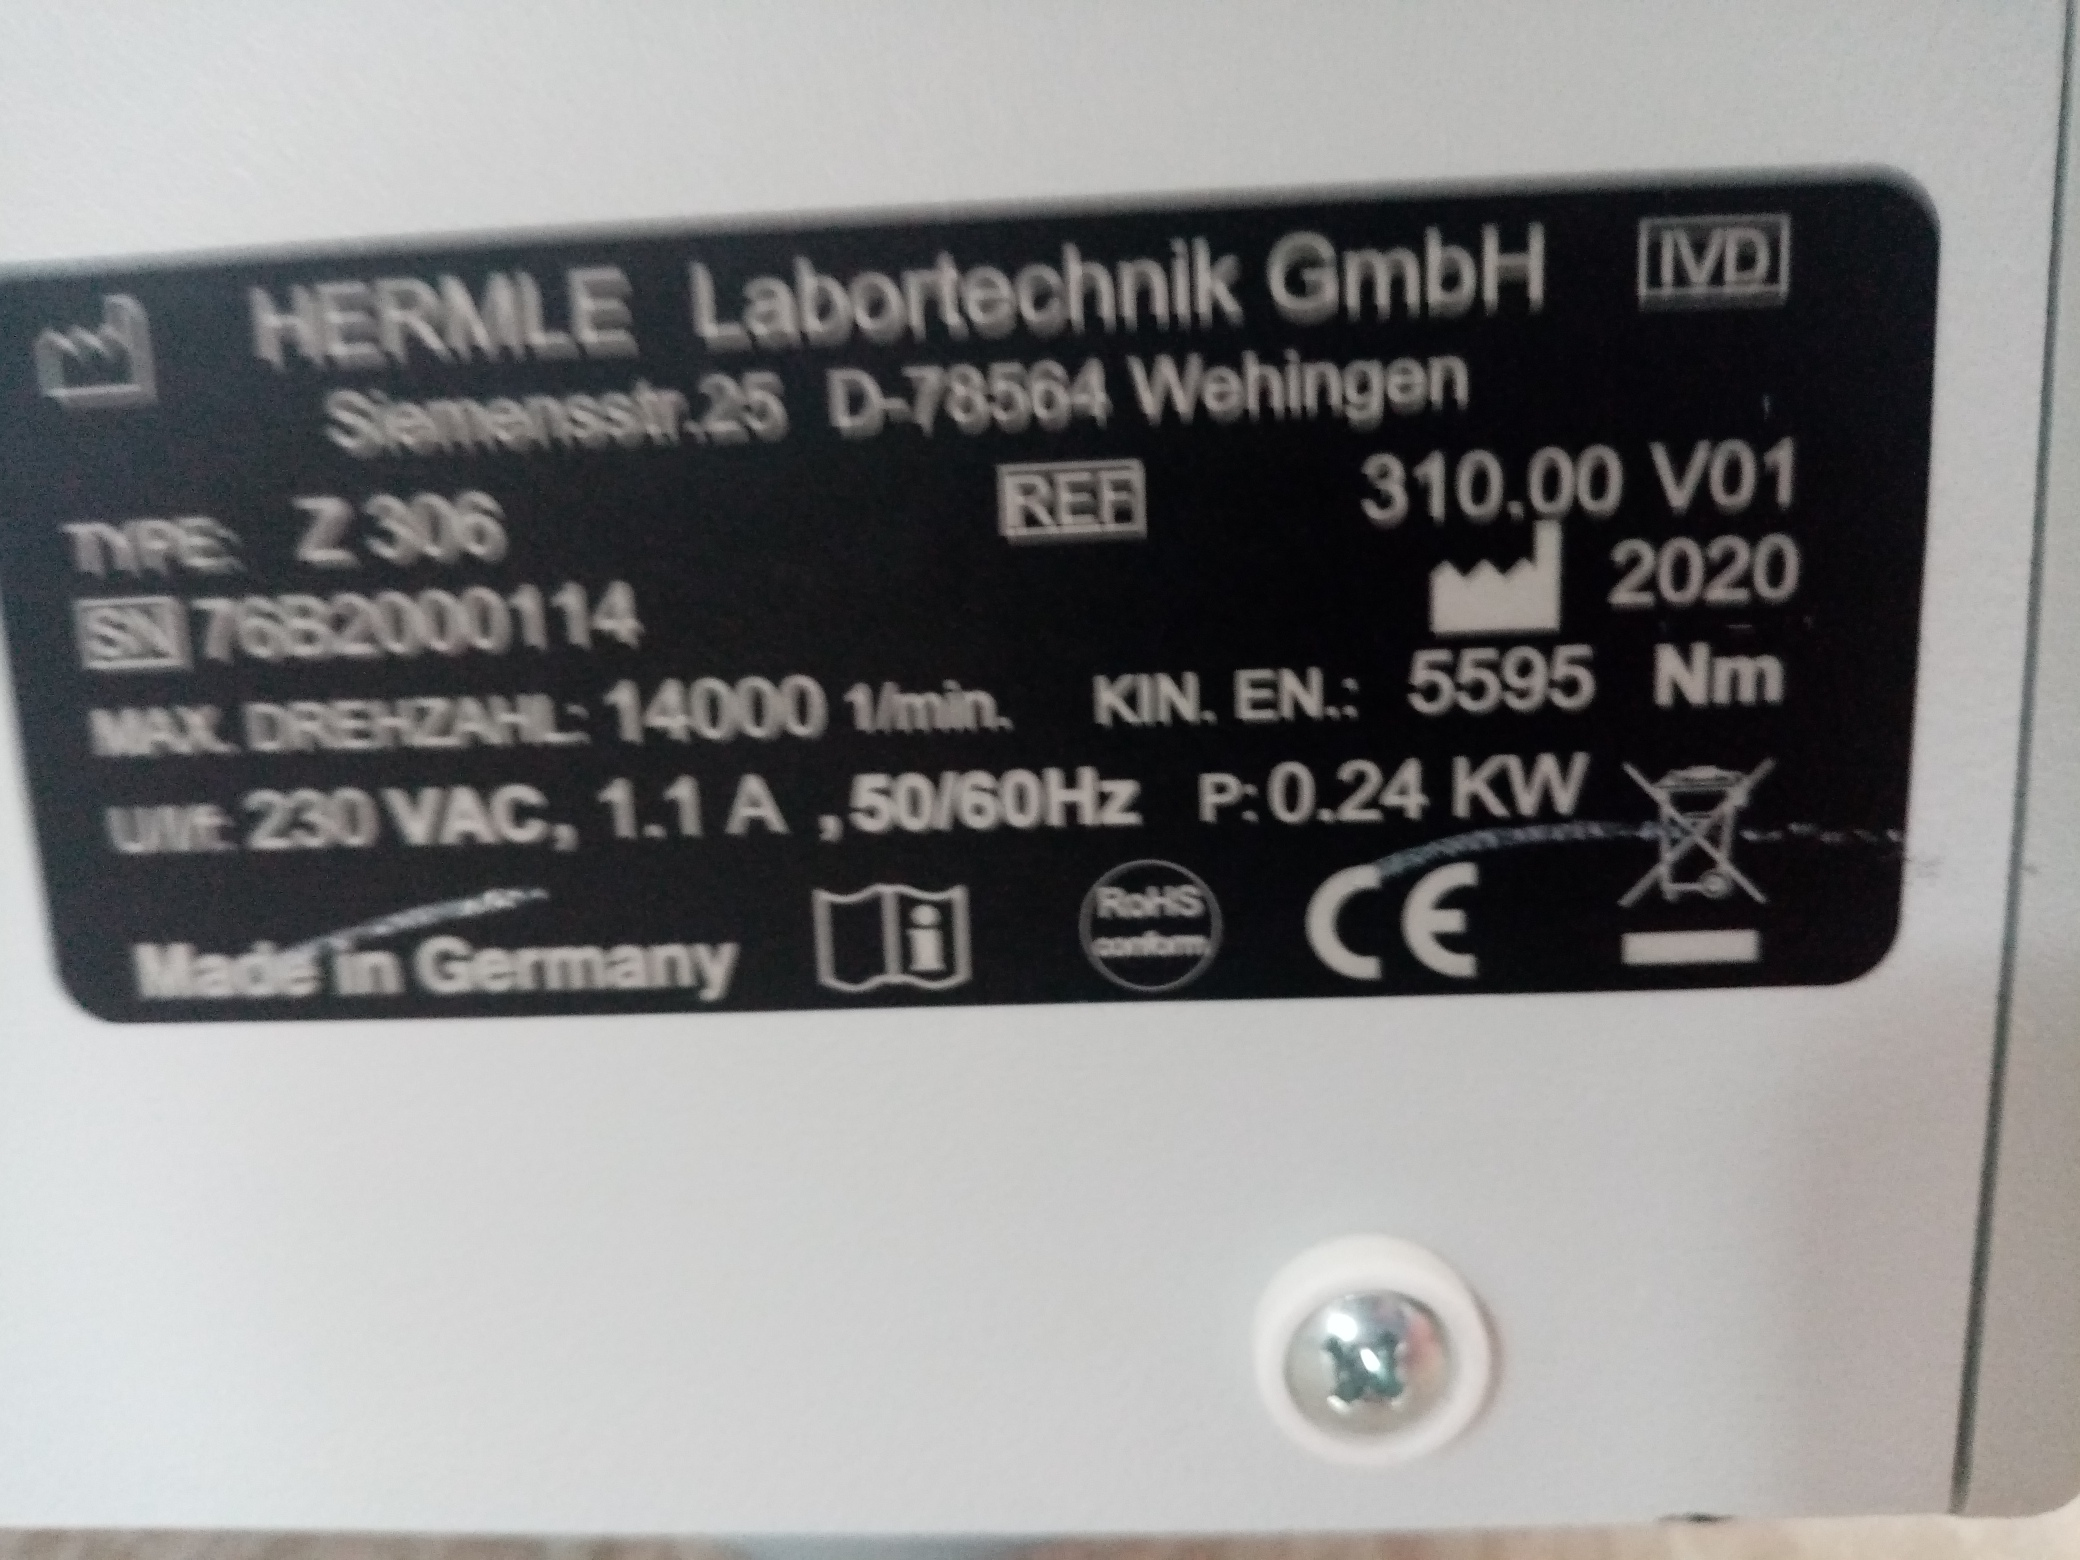 HERMLE Labortechnik GmbH IVD
Siemensstr.25 D-78564 Wehingen
TYPE: Z 306 REF 310.00 V01
2020
SN 76B2000114
MAX. DREHZAHL: 14000 1/min. KIN. EN.: 5595 Nm
U/I/f: 230 VAC, 1.1 A , 50/60Hz P: 0.24 KW
Made in Germany i RoHS conform CE